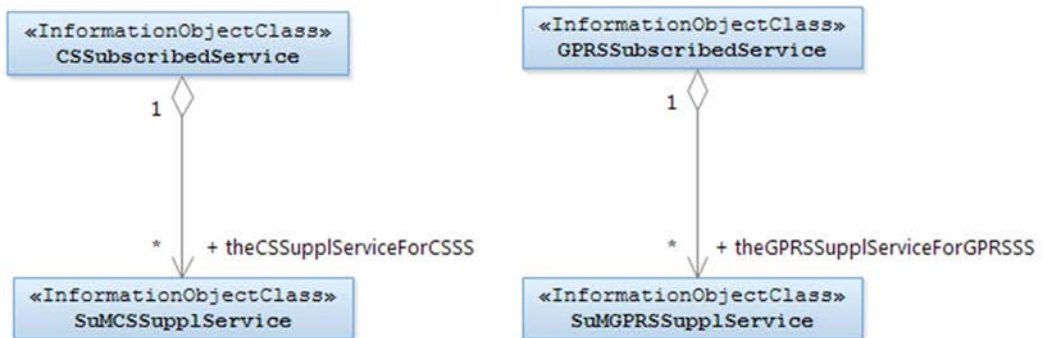 «InformationObjectClass»
CSSubscribedService
1
*
+ theCSSupplServiceForCSSS
«InformationObjectClass»
SuMCSSupplService
«InformationObjectClass»
GPRSSubscribedService
1
*
+ theGPRSSupplServiceForGPRSSS
«InformationObjectClass»
SuMGPRSSupplService